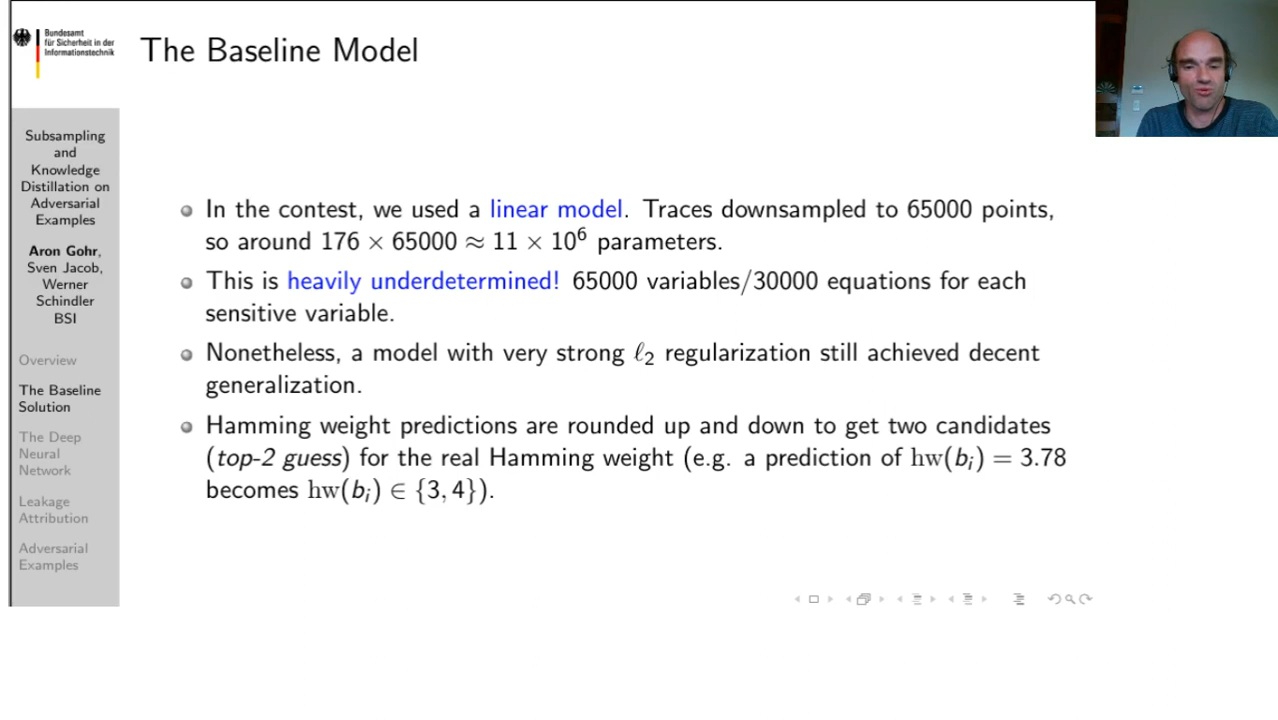 Bundesamt
für Sicherheit in der
Informationstechnik
The Baseline Model
Subsampling
and
Knowledge
Distillation on
Adversarial
Examples
Aron Gohr,
Sven Jacob,
Werner
Schindler
BSI
Overview
The Baseline
Solution
The Deep
Neural
Network
Leakage
Attribution
Adversarial
Examples
In the contest, we used a linear model. Traces downsampled to 65000 points,
so around 176 × 65000 ≈ 11 × 10⁶ parameters.
This is heavily underdetermined! 65000 variables/30000 equations for each
sensitive variable.
Nonetheless, a model with very strong ℓ₂ regularization still achieved decent
generalization.
Hamming weight predictions are rounded up and down to get two candidates
(top-2 guess) for the real Hamming weight (e.g. a prediction of hw(bᵢ) = 3.78
becomes hw(bᵢ) ∈ {3, 4}).